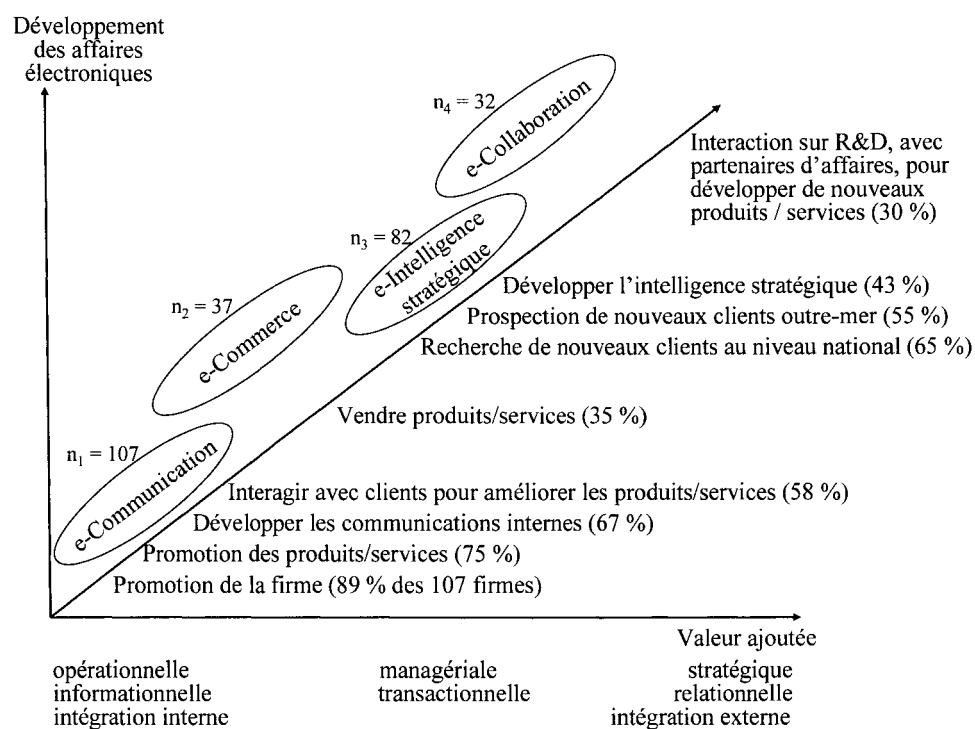 Développement
des affaires
électroniques
n₄ = 32
e-Collaboration
Interaction sur R&D, avec
partenaires d'affaires, pour
développer de nouveaux
produits / services (30 %)
n₃ = 82
e-Intelligence
stratégique
Développer l'intelligence stratégique (43 %)
n₂ = 37
Prospection de nouveaux clients outre-mer (55 %)
e-Commerce
Recherche de nouveaux clients au niveau national (65 %)
Vendre produits/services (35 %)
n₁ = 107
e-Communication
Interagir avec clients pour améliorer les produits/services (58 %)
Développer les communications internes (67 %)
Promotion des produits/services (75 %)
Promotion de la firme (89 % des 107 firmes)
Valeur ajoutée
opérationnelle managériale stratégique
informationnelle transactionnelle relationnelle
intégration interne intégration externe